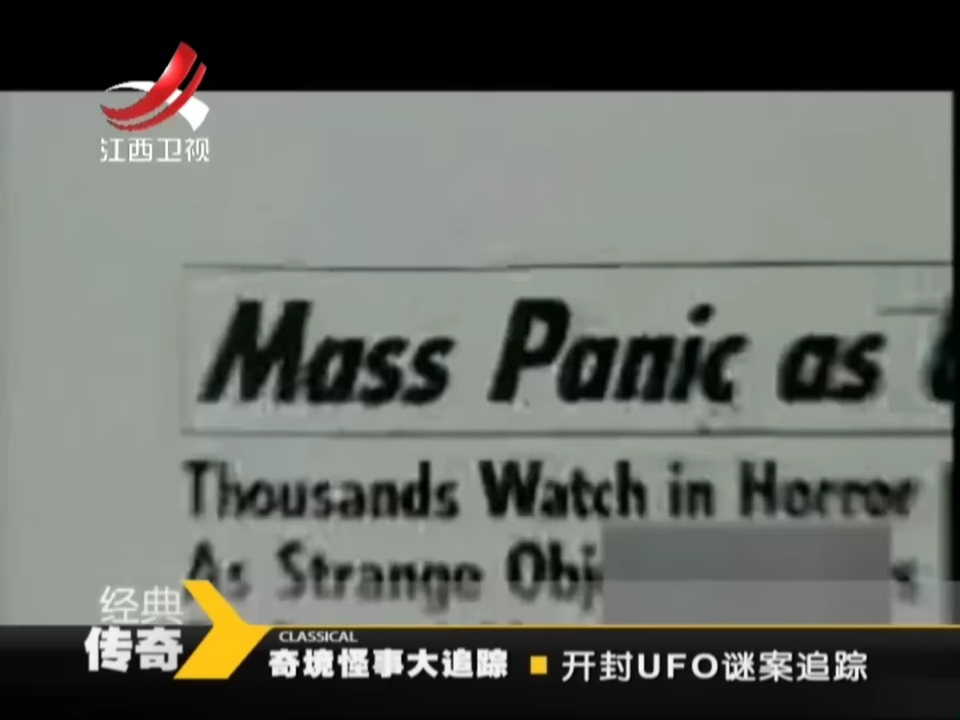 江西卫视
Mass Panic as
Thousands Watch in Horror
As Strange
经典
传奇
CLASSICAL
奇境怪事大追踪 ■ 开封UFO谜案追踪